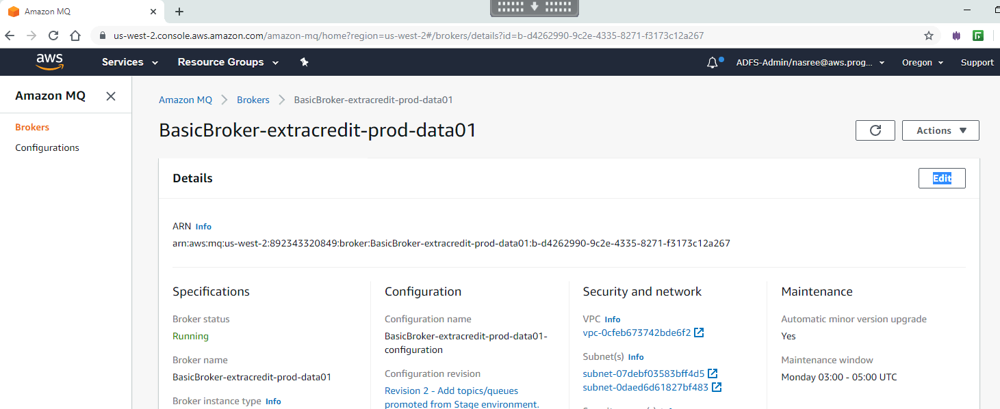 Amazon MQ
us-west-2.console.aws.amazon.com/amazon-mq/home?region=us-west-2#/brokers/details?id=b-d4262990-9c2e-4335-8271-f3173c12a267
aws Services Resource Groups ADFS-Admin/nasree@aws.prog... Oregon Support
Amazon MQ
Brokers
Configurations
Amazon MQ Brokers BasicBroker-extracredit-prod-data01
BasicBroker-extracredit-prod-data01
Actions
Details
Edit
ARN Info
arn:aws:mq:us-west-2:892343320849:broker:BasicBroker-extracredit-prod-data01:b-d4262990-9c2e-4335-8271-f3173c12a267
Specifications
Broker status
Running
Broker name
BasicBroker-extracredit-prod-data01
Broker instance type Info
Configuration
Configuration name
BasicBroker-extracredit-prod-data01-
configuration
Configuration revision
Revision 2 - Add topics/queues
promoted from Stage environment.
Security and network
VPC Info
vpc-0cfeb673742bde6f2
Subnet(s) Info
subnet-07debf03583bff4d5
subnet-0daed6d61827bf483
Maintenance
Automatic minor version upgrade
Yes
Maintenance window
Monday 03:00 - 05:00 UTC